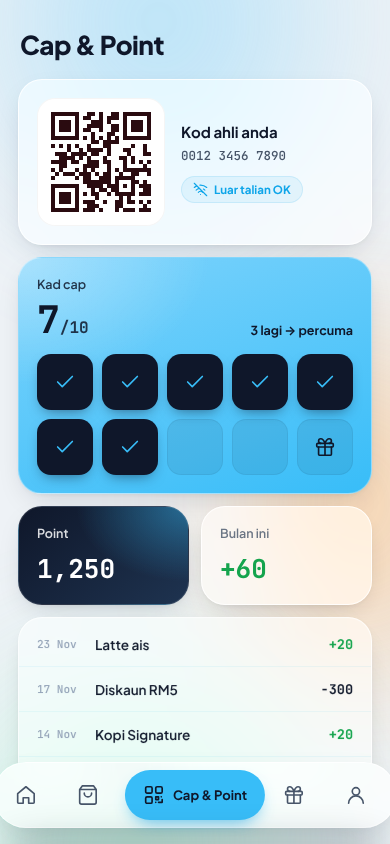 Cap & Point
Kod ahli anda
0012 3456 7890
Luar talian OK
Kad cap
7/10
3 lagi → percuma
Point
1,250
Bulan ini
+60
23 Nov Latte ais +20
17 Nov Diskaun RM5 -300
14 Nov Kopi Signature +20
Cap & Point